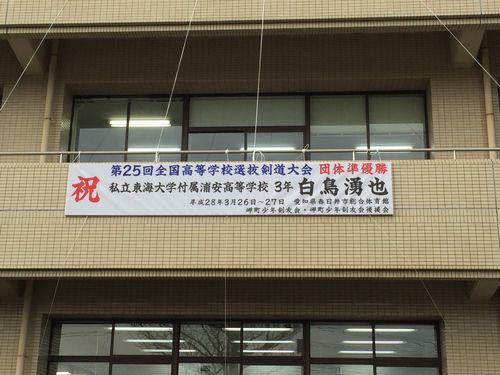 祝
第25回全国高等学校選抜剣道大会 団体準優勝
私立東海大学付属浦安高等学校 3年 白鳥湧也
平成28年3月26日～27日 愛知県春日井市総合体育館
岬町少年剣友会・岬町少年剣友会後援会